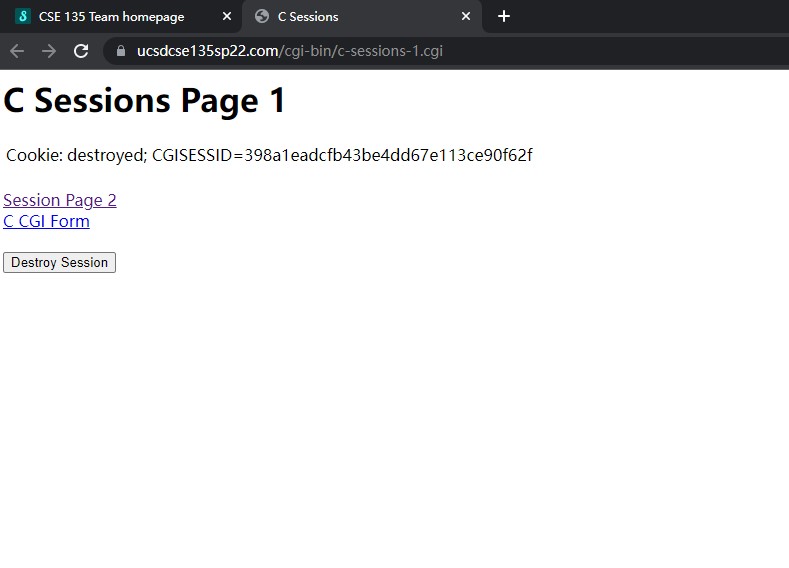 CSE 135 Team homepage
C Sessions
ucsdcse135sp22.com/cgi-bin/c-sessions-1.cgi
C Sessions Page 1
Cookie: destroyed; CGISESSID=398a1eadcfb43be4dd67e113ce90f62f
Session Page 2
C CGI Form
Destroy Session